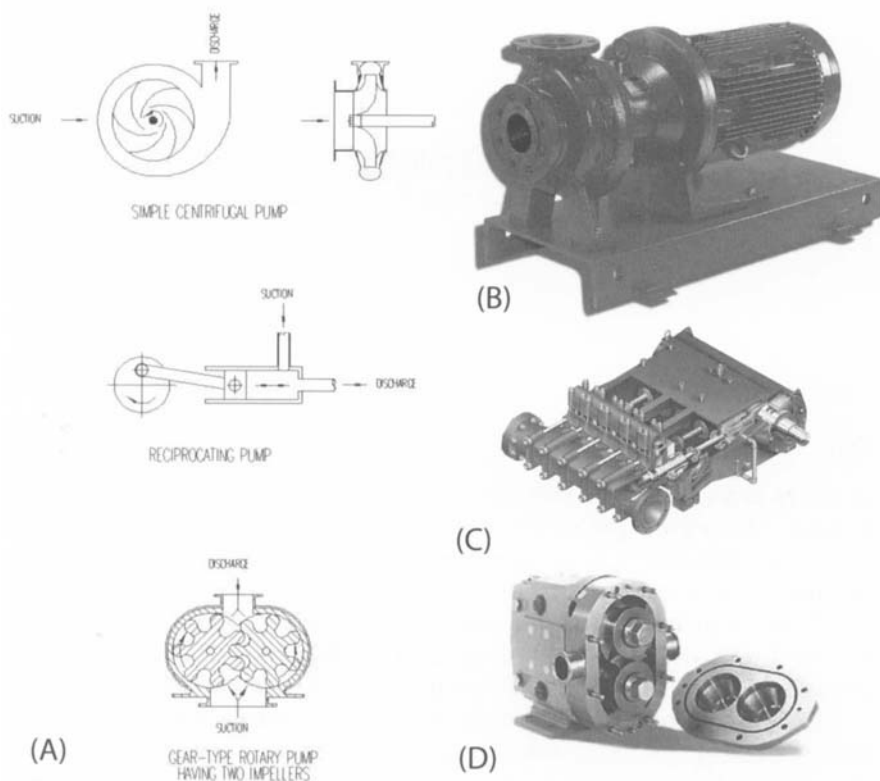 DISCHARGE
SUCTION
SIMPLE CENTRIFUGAL PUMP
SUCTION
DISCHARGE
RECIPROCATING PUMP
DISCHARGE
SUCTION
(A)
GEAR-TYPE ROTARY PUMP
HAVING TWO IMPELLERS
(B)
(C)
(D)